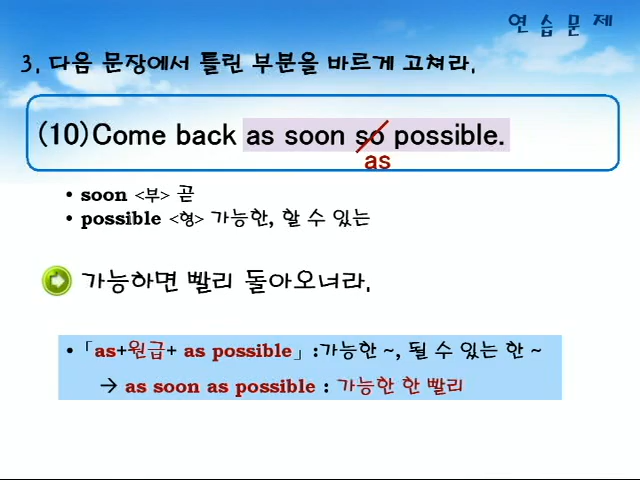 연 습 문 제
3. 다음 문장에서 틀린 부분을 바르게 고쳐라.
(10)Come back as soon so possible.
as
• soon <부> 곧
• possible <형> 가능한, 할 수 있는
가능하면 빨리 돌아오너라.
•「as+원급+ as possible」:가능한 ~, 될 수 있는 한 ~
→ as soon as possible : 가능한 한 빨리